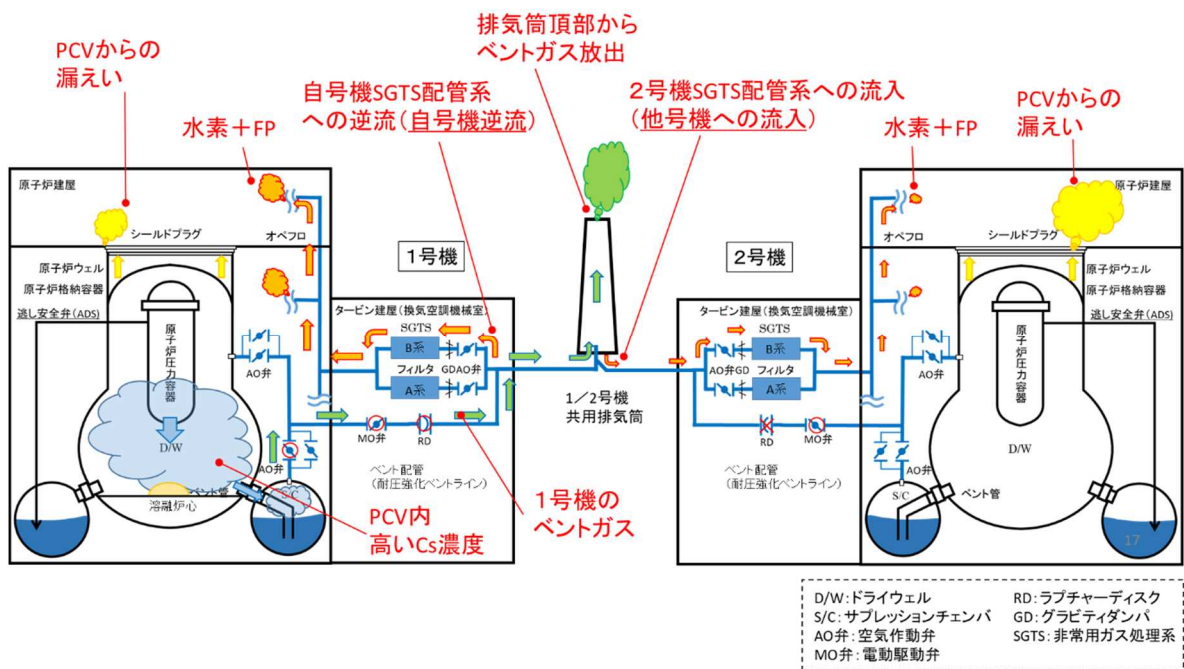 排気筒頂部から
ベントガス放出
PCVからの
漏えい
自号機SGTS配管系
への逆流(自号機逆流)
2号機SGTS配管系への流入
(他号機への流入)
PCVからの
漏えい
水素+FP
水素+FP
原子炉建屋
シールドプラグ
オペフロ
原子炉ウェル
原子炉格納容器
逃し安全弁(ADS)
原子炉圧力容器
D/W
AO弁
AO弁
ベント管
S/C
溶融炉心
PCV内
高いCs濃度
1号機
タービン建屋(換気空調機械室)
SGTS
B系
フィルタ
GD
AO弁
A系
MO弁
RD
ベント配管
(耐圧強化ベントライン)
1号機の
ベントガス
1/2号機
共用排気筒
2号機
タービン建屋(換気空調機械室)
SGTS
B系
AO弁
GD
フィルタ
A系
RD
MO弁
ベント配管
(耐圧強化ベントライン)
原子炉建屋
オペフロ
シールドプラグ
原子炉ウェル
原子炉格納容器
逃し安全弁(ADS)
原子炉圧力容器
AO弁
D/W
AO弁
S/C
ベント管
17
D/W:ドライウェル
S/C:サプレッションチェンバ
AO弁:空気作動弁
MO弁:電動駆動弁
RD:ラプチャーディスク
GD:グラビティダンパ
SGTS:非常用ガス処理系